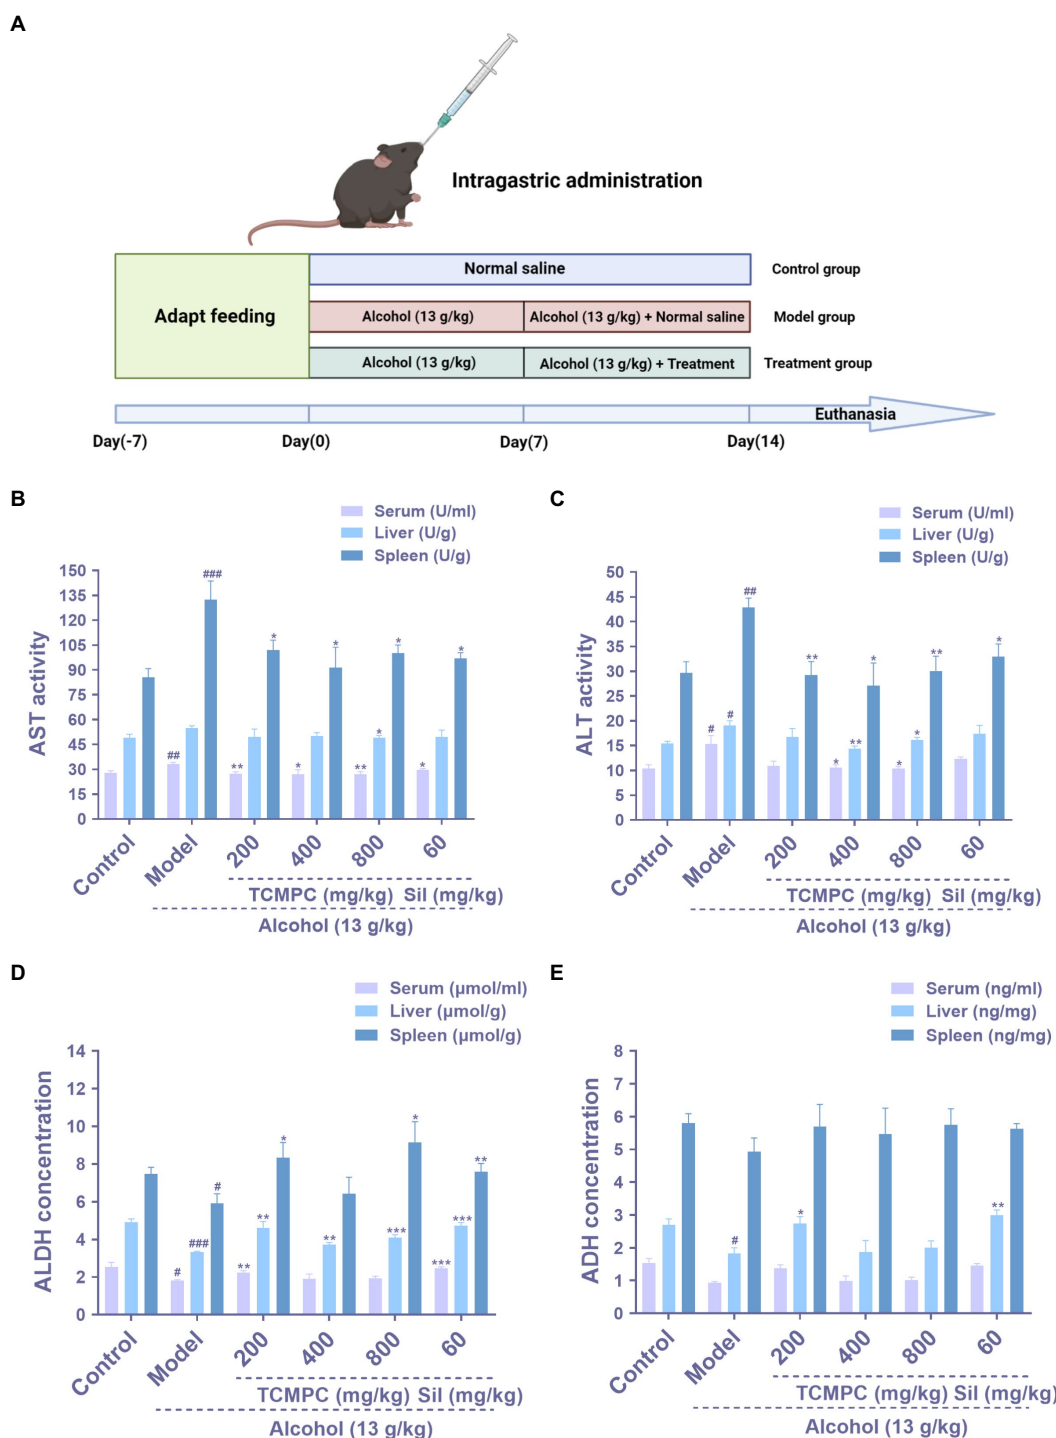 A
Intragastric administration
Adapt feeding
Normal saline
Control group
Alcohol (13 g/kg)
Alcohol (13 g/kg) + Normal saline
Model group
Alcohol (13 g/kg)
Alcohol (13 g/kg) + Treatment
Treatment group
Euthanasia
Day(-7)
Day(0)
Day(7)
Day(14)
B
Serum (U/ml)
Liver (U/g)
Spleen (U/g)
AST activity
150
135
120
105
90
75
60
45
30
15
0
##
###
**
*
*
*
**
*
*
*
*
Control
Model
200
400
800
60
TCMPC (mg/kg) Sil (mg/kg)
Alcohol (13 g/kg)
C
Serum (U/ml)
Liver (U/g)
Spleen (U/g)
ALT activity
50
45
40
35
30
25
20
15
10
5
0
#
#
##
**
*
**
*
*
*
**
*
Control
Model
200
400
800
60
TCMPC (mg/kg) Sil (mg/kg)
Alcohol (13 g/kg)
D
Serum (μmol/ml)
Liver (μmol/g)
Spleen (μmol/g)
ALDH concentration
14
12
10
8
6
4
2
0
#
###
#
**
**
*
**
***
*
***
***
**
Control
Model
200
400
800
60
TCMPC (mg/kg) Sil (mg/kg)
Alcohol (13 g/kg)
E
Serum (ng/ml)
Liver (ng/mg)
Spleen (ng/mg)
ADH concentration
8
7
6
5
4
3
2
1
0
#
*
**
Control
Model
200
400
800
60
TCMPC (mg/kg) Sil (mg/kg)
Alcohol (13 g/kg)